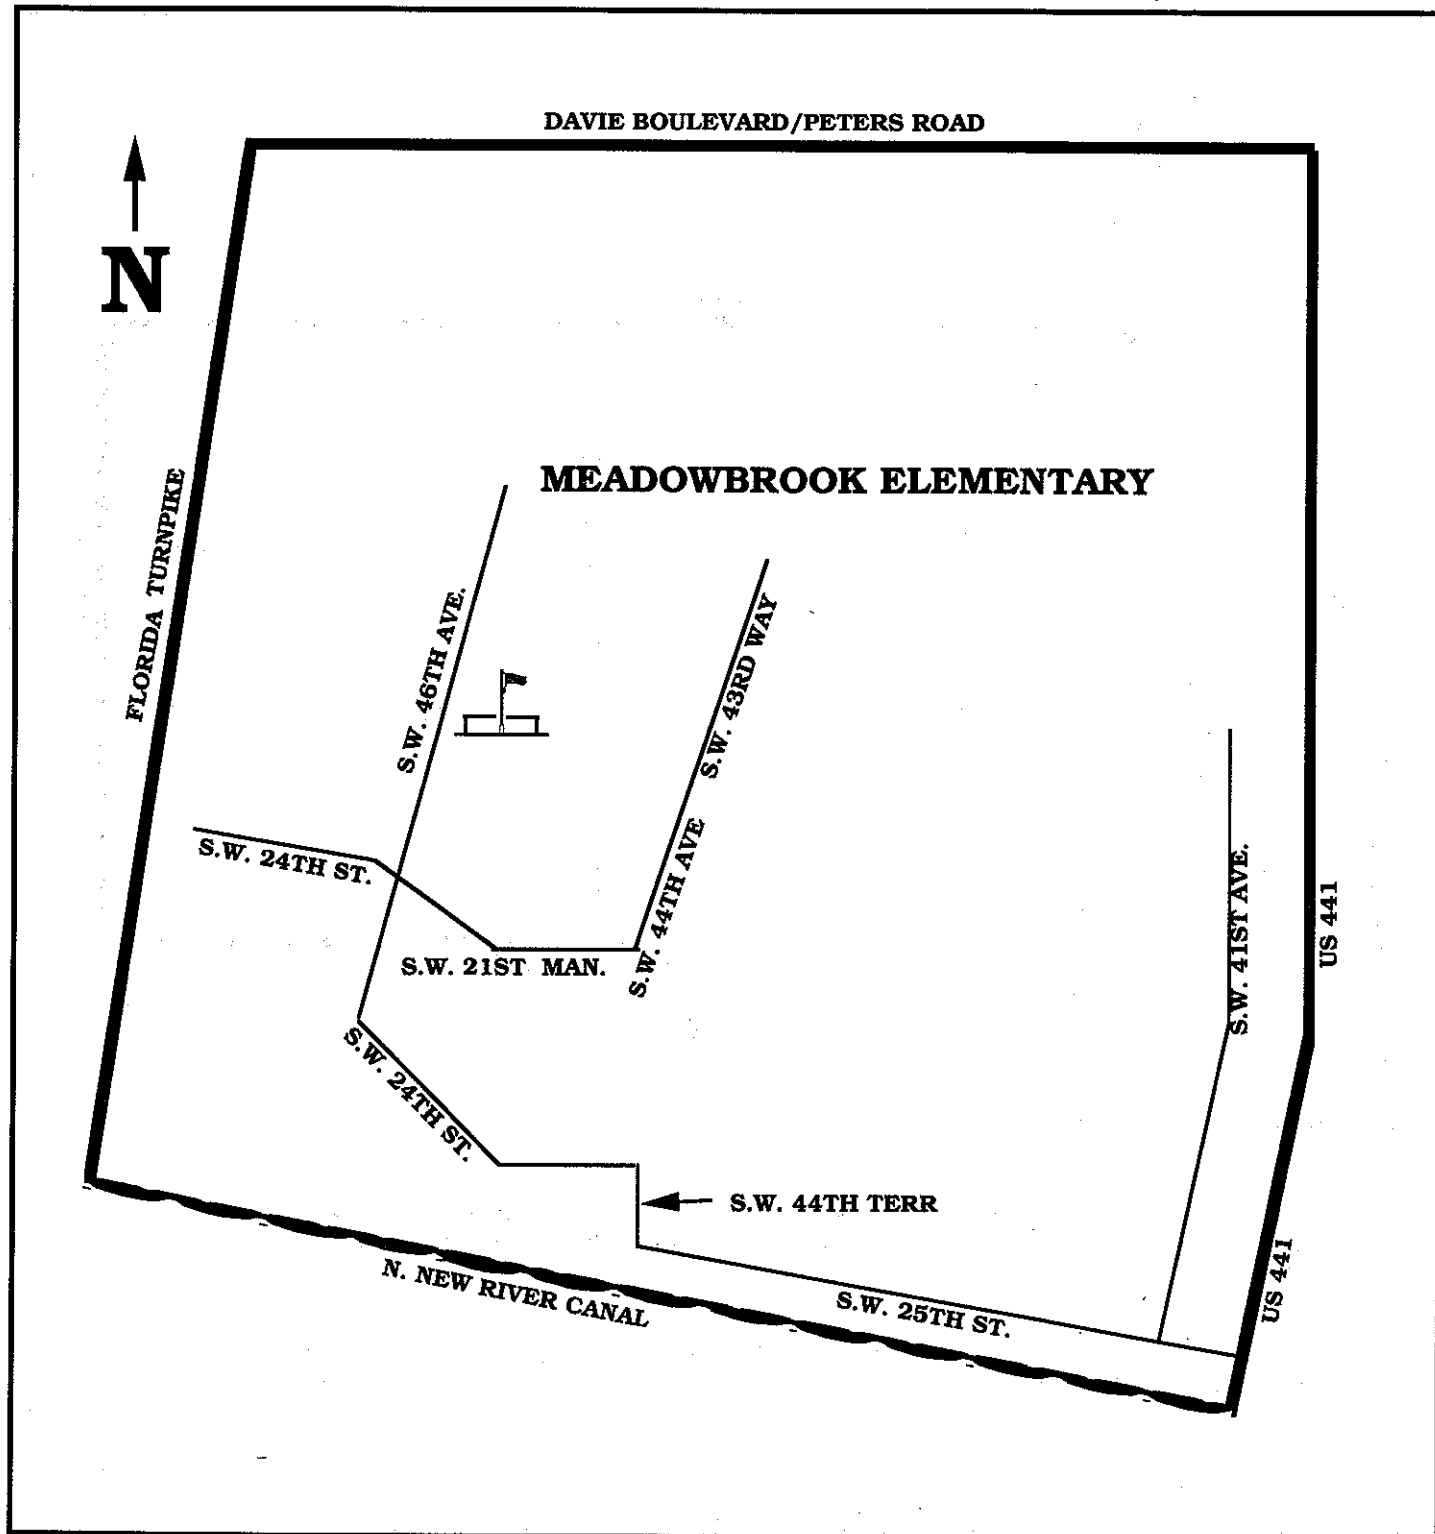 DAVIE BOULEVARD/PETERS ROAD
N
MEADOWBROOK ELEMENTARY
FLORIDA TURNPIKE
S.W. 46TH AVE.
S.W. 43RD WAY
S.W. 24TH ST.
S.W. 44TH AVE
S.W. 41ST AVE.
US 441
S.W. 21ST MAN.
S.W. 24TH ST.
S.W. 44TH TERR
N. NEW RIVER CANAL
S.W. 25TH ST.
US 441